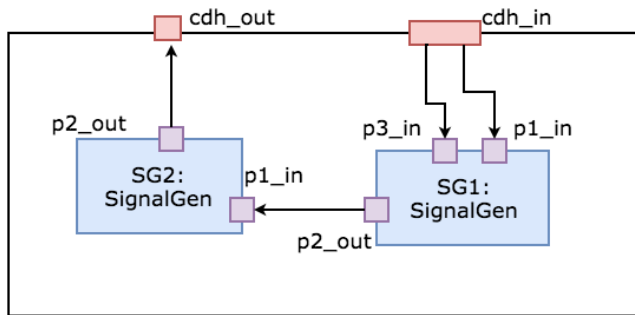 cdh_out
cdh_in
p2_out
p3_in
p1_in
SG2:
SignalGen
p1_in
SG1:
SignalGen
p2_out